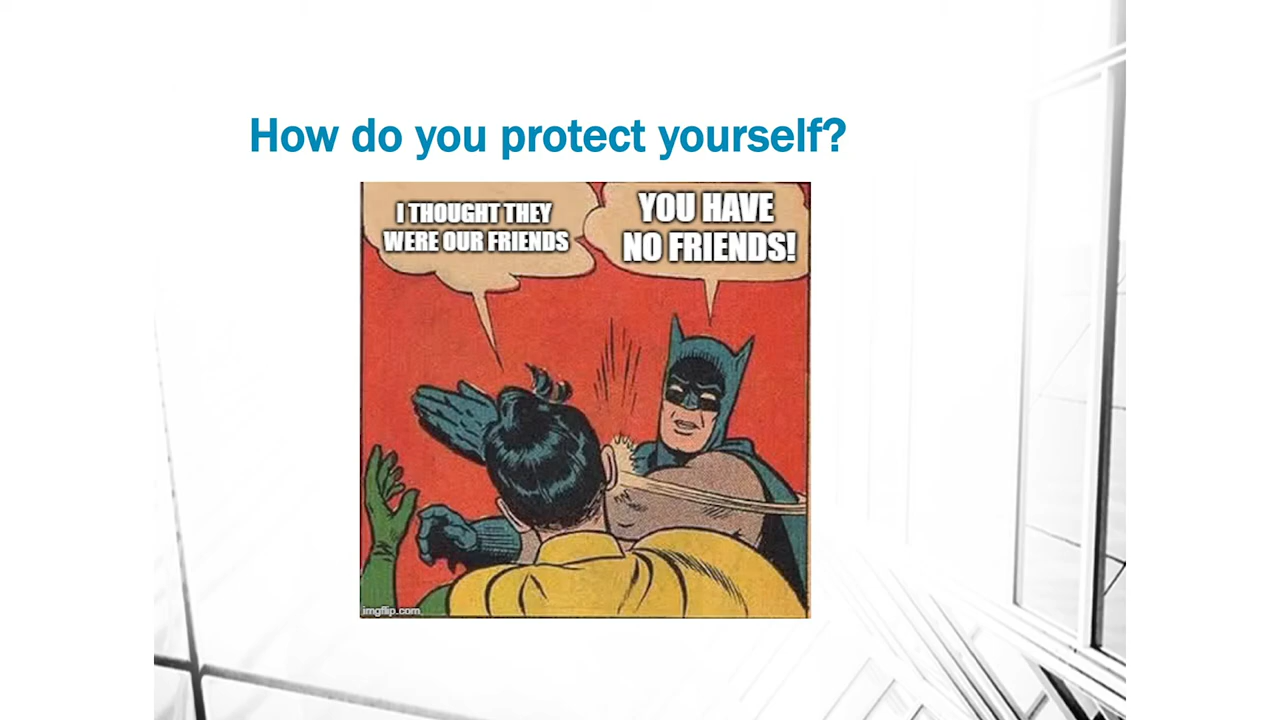 How do you protect yourself?
I THOUGHT THEY
WERE OUR FRIENDS
YOU HAVE
NO FRIENDS!
imgflip.com